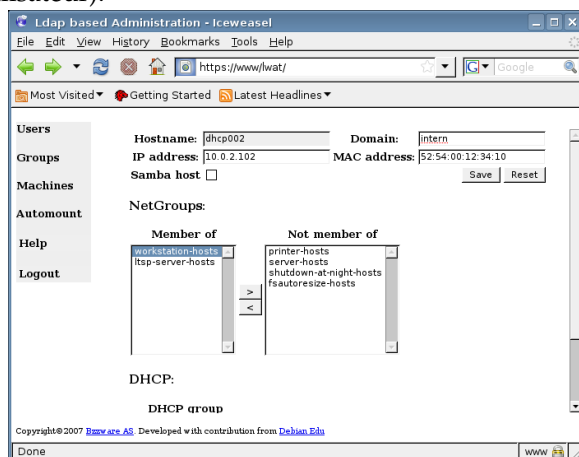 Ldap based Administration - Iceweasel
File Edit View History Bookmarks Tools Help
https://www/lwat/
G Google
Most Visited Getting Started Latest Headlines
Users
Groups
Machines
Automount
Help
Logout
Hostname: dhcp002 Domain: intern
IP address: 10.0.2.102 MAC address: 52:54:00:12:34:10
Samba host Save Reset
NetGroups:
Member of Not member of
workstation-hosts printer-hosts
ltsp-server-hosts server-hosts
shutdown-at-night-hosts
fsautoresize-hosts
>
<
DHCP:
DHCP group
Copyright©2007 Bzzware AS. Developed with contribution from Debian Edu
Done www